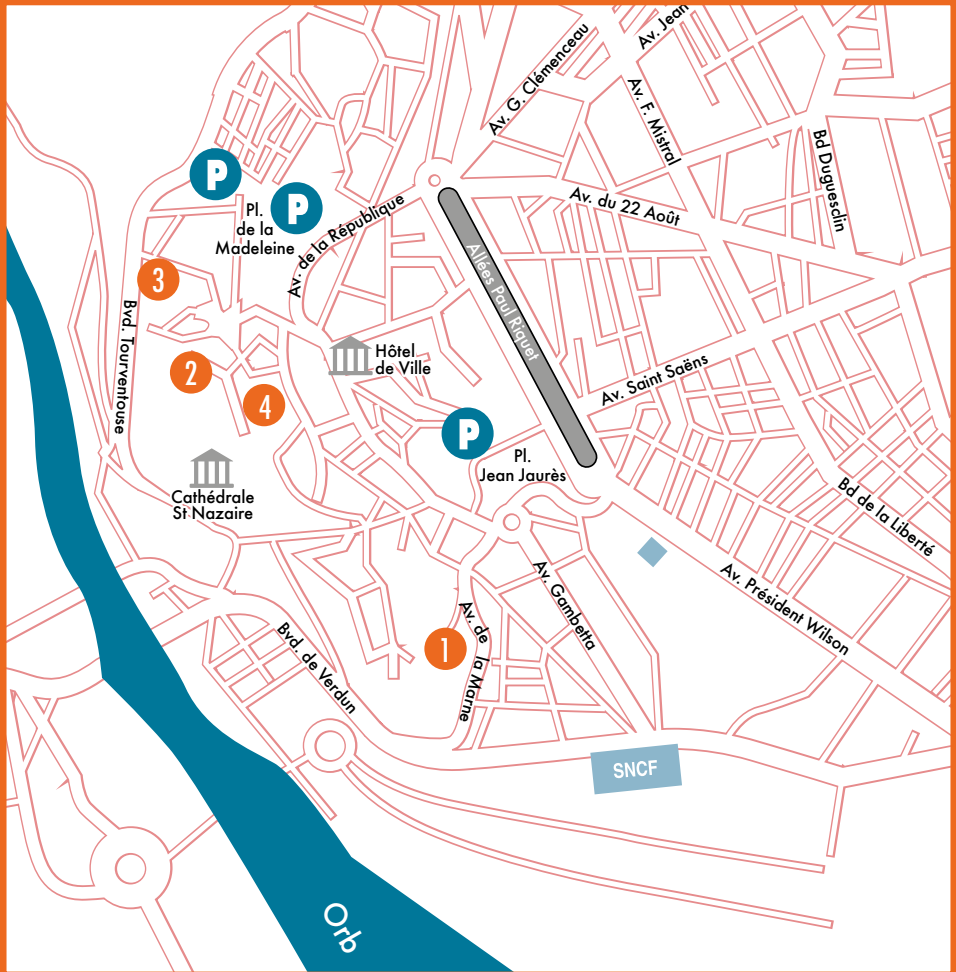 Av. G. Clémenceau
Av. Jean
Av. F. Mistral
Bd Duguesclin
P
P
Pl.
de la
Madeleine
Av. de la République
Av. du 22 Août
Allées Paul Riquet
3
Bvd. Tourventouse
2
Hôtel
de Ville
4
Av. Saint Saëns
P
Pl.
Jean Jaurès
Cathédrale
St Nazaire
Bd de la Liberté
Av. Président Wilson
Av. Gambetta
1
Av. de la Marne
Bvd. de Verdun
SNCF
Orb